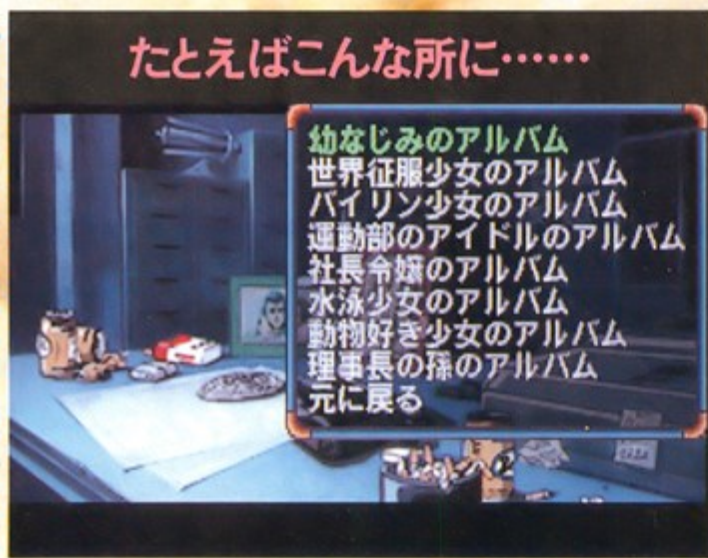 たとえばこんな所に……
幼なじみのアルバム
世界征服少女のアルバム
バイリン少女のアルバム
運動部のアイドルのアルバム
社長令嬢のアルバム
水泳少女のアルバム
動物好き少女のアルバム
理事長の孫のアルバム
元に戻る